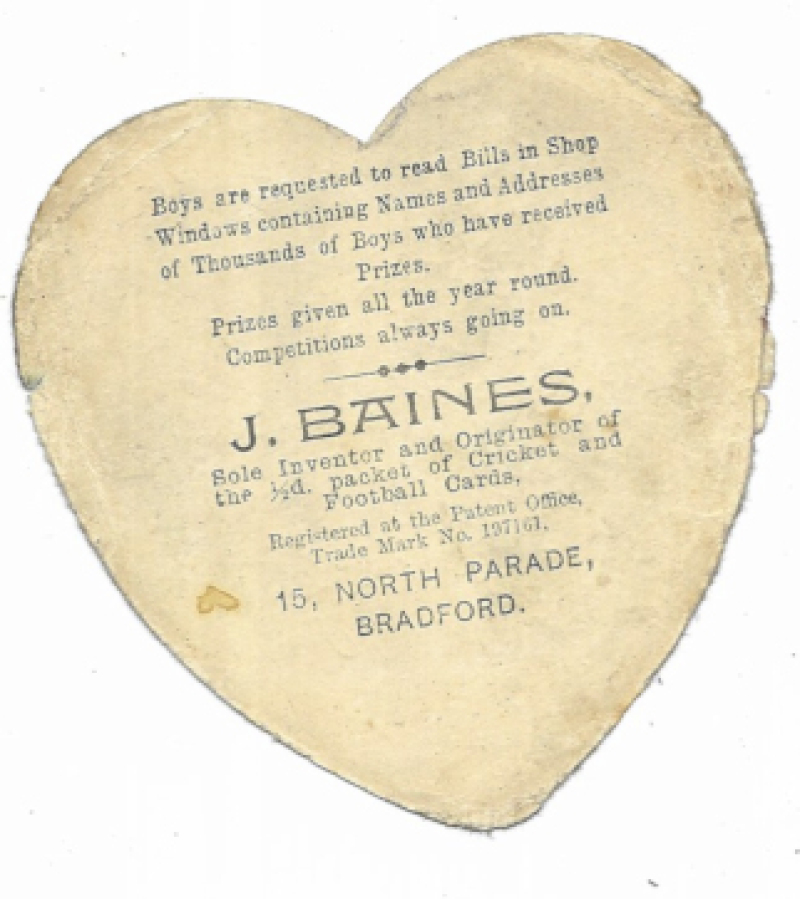 Boys are requested to read Bills in Shop
Windows containing Names and Addresses
of Thousands of Boys who have received
Prizes.
Prizes given all the year round.
Competitions always going on.
J. BAINES,
Sole Inventor and Originator of
the ½d. packet of Cricket and
Football Cards,
Registered at the Patent Office,
Trade Mark No. 197161.
15, NORTH PARADE,
BRADFORD.